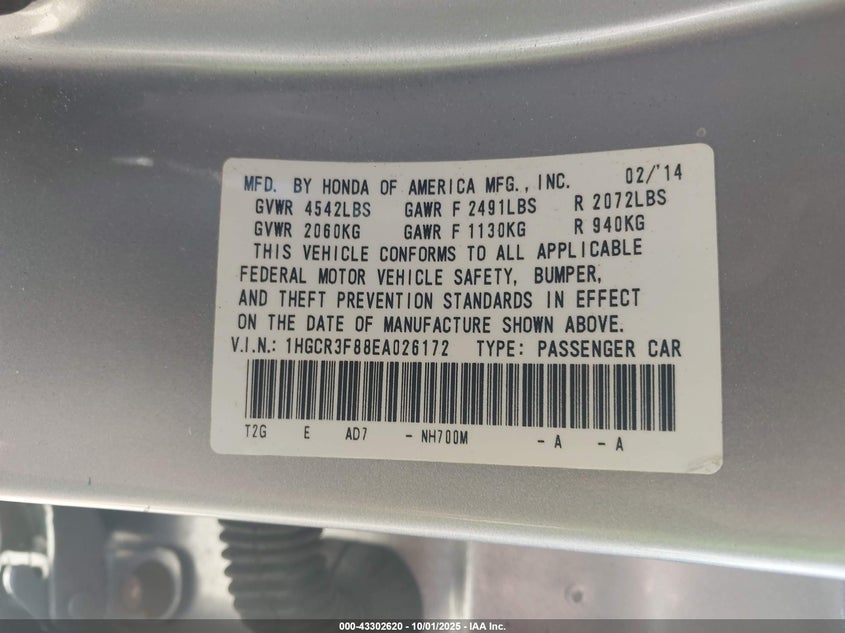 MFD. BY HONDA OF AMERICA MFG., INC. 02/'14
GVWR 4542LBS GAWR F 2491LBS R 2072LBS
GVWR 2060KG GAWR F 1130KG R 940KG
THIS VEHICLE CONFORMS TO ALL APPLICABLE
FEDERAL MOTOR VEHICLE SAFETY, BUMPER,
AND THEFT PREVENTION STANDARDS IN EFFECT
ON THE DATE OF MANUFACTURE SHOWN ABOVE.
V.I.N.: 1HGCR3F88EA026172 TYPE: PASSENGER CAR
T2G E AD7 - NH700M - A - A
000-43302620 - 10/01/2025 - IAA Inc.